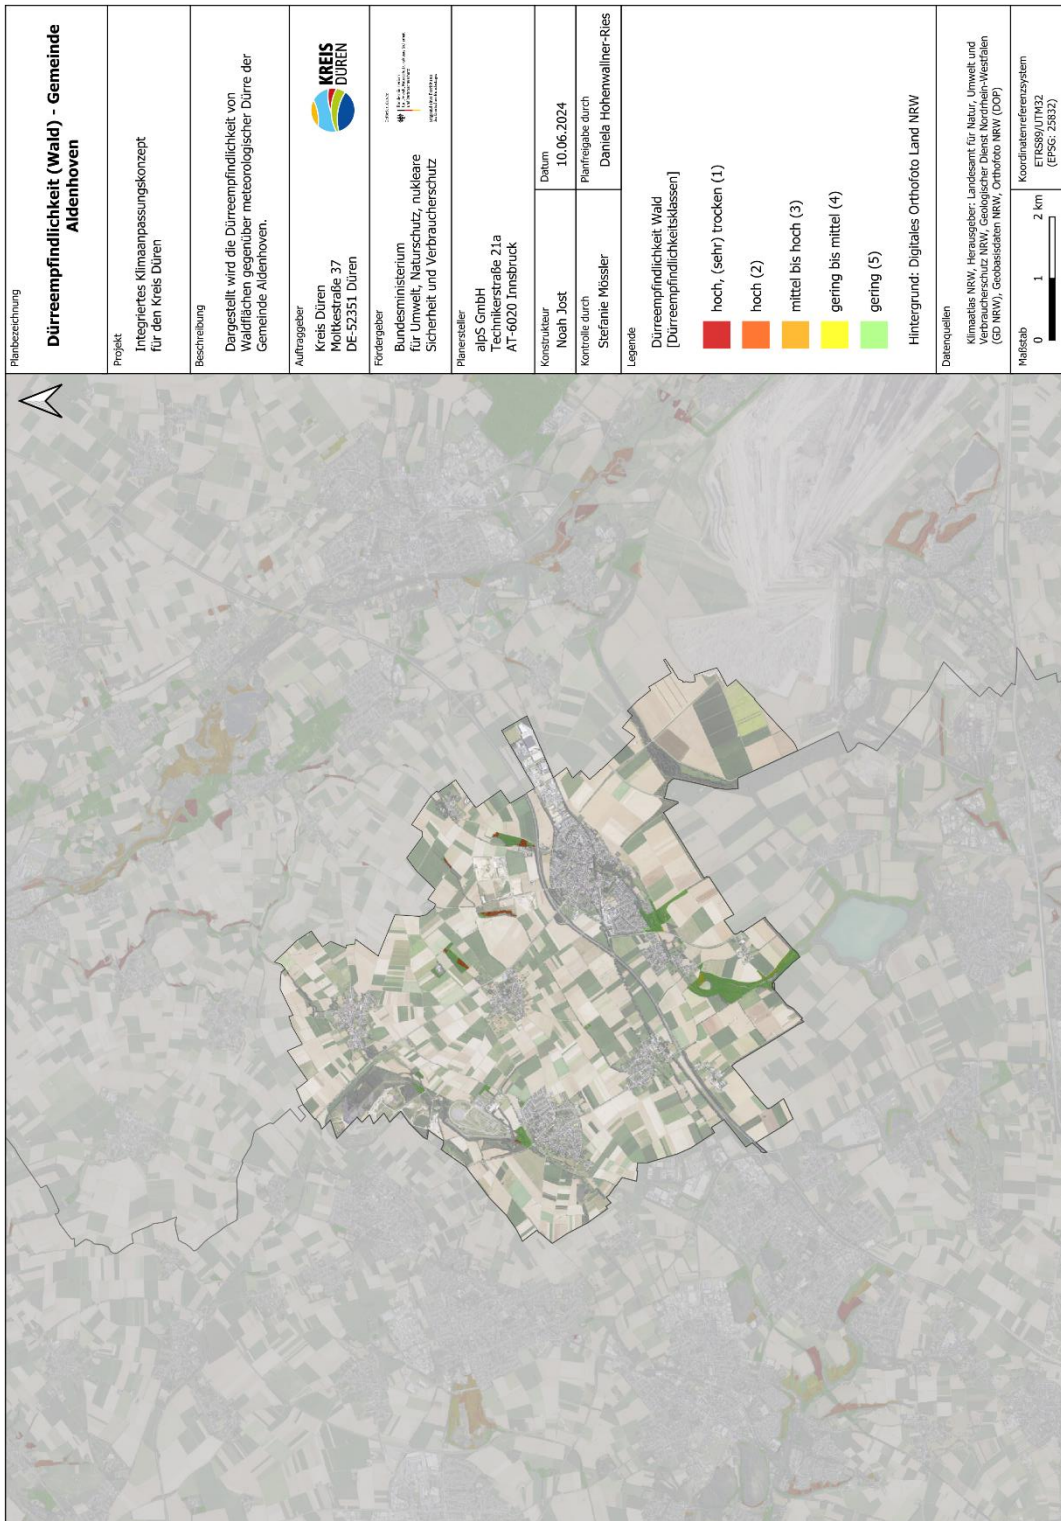 Planbezeichnung
Dürreempfindlichkeit (Wald) - Gemeinde
Aldenhoven
Projekt
Integriertes Klimaanpassungskonzept
für den Kreis Düren
Beschreibung
Dargestellt wird die Dürreempfindlichkeit von
Waldflächen gegenüber meteorologischer Dürre der
Gemeinde Aldenhoven.
Auftraggeber
Kreis Düren
Moltkestraße 37
DE-52351 Düren
KREIS
DÜREN
Fördergeber
Bundesministerium
für Umwelt, Naturschutz, nukleare
Sicherheit und Verbraucherschutz
Planersteller
alpS GmbH
Technikerstraße 21a
AT-6020 Innsbruck
Konstrukteur
Noah Jost
Datum
10.06.2024
Kontrolle durch
Stefanie Mössler
Planfreigabe durch
Daniela Hohenwallner-Ries
Legende
Dürreempfindlichkeit Wald
[Dürreempfindlichkeitsklassen]
hoch, (sehr) trocken (1)
hoch (2)
mittel bis hoch (3)
gering bis mittel (4)
gering (5)
Hintergrund: Digitales Orthofoto Land NRW
Datenquellen
Klimaatlas NRW, Herausgeber: Landesamt für Natur, Umwelt und
Verbraucherschutz NRW, Geologischer Dienst Nordrhein-Westfalen
(GD NRW), Geobasisdaten NRW, Orthofoto NRW (DOP)
Maßstab
0 1 2 km
Koordinatenreferenzsystem
ETRS89/UTM32
(EPSG: 25832)